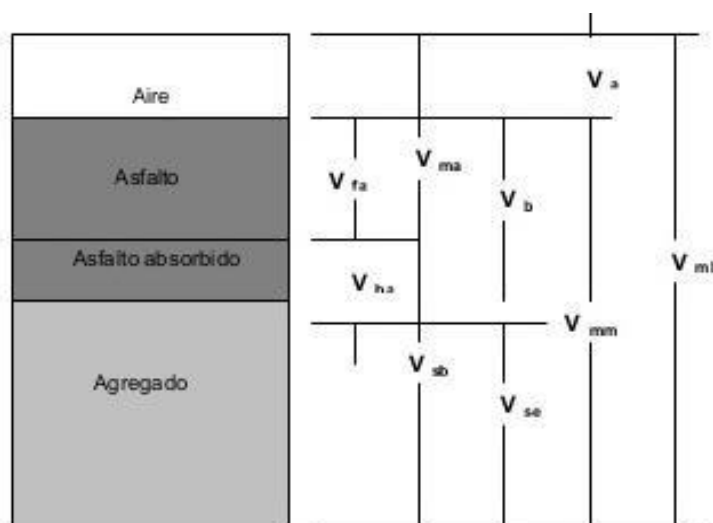 Aire
V a
Asfalto
V fa
V ma
V b
Asfalto absorbido
V ba
V mb
V mm
Agregado
V sb
V se